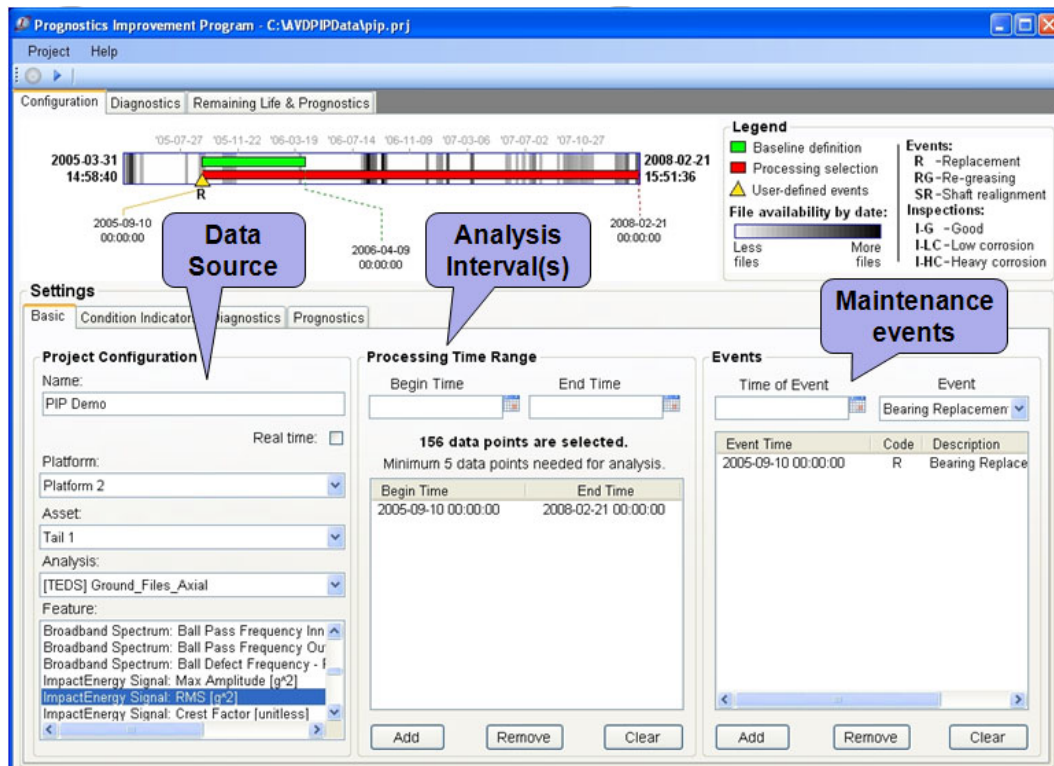 Prognostics Improvement Program - C:\AVDPIPData\pip.prj
Project Help
Configuration Diagnostics Remaining Life & Prognostics
'05-07-27 '05-11-22 '06-03-19 '06-07-14 '06-11-09 '07-03-06 '07-07-02 '07-10-27
2005-03-31
14:58:40
2008-02-21
15:51:36
R
2005-09-10
00:00:00
2006-04-09
00:00:00
2008-02-21
00:00:00
Legend
Baseline definition
Processing selection
User-defined events
File availability by date:
Less
files
More
files
Events:
R -Replacement
RG-Re-greasing
SR-Shaft realignment
Inspections:
I-G -Good
I-LC-Low corrosion
I-HC-Heavy corrosion
Data
Source
Analysis
Interval(s)
Maintenance
events
Settings
Basic Condition Indicator Diagnostics Prognostics
Project Configuration
Name:
PIP Demo
Real time:
Platform:
Platform 2
Asset:
Tail 1
Analysis:
[TEDS] Ground_Files_Axial
Feature:
Broadband Spectrum: Ball Pass Frequency Inn
Broadband Spectrum: Ball Pass Frequency Ou
Broadband Spectrum: Ball Defect Frequency -
ImpactEnergy Signal: Max Amplitude [g^2]
ImpactEnergy Signal: RMS [g^2]
ImpactEnergy Signal: Crest Factor [unitless]
Processing Time Range
Begin Time End Time
156 data points are selected.
Minimum 5 data points needed for analysis.
Begin Time End Time
2005-09-10 00:00:00 2008-02-21 00:00:00
Add Remove Clear
Events
Time of Event Event
Bearing Replacemen
Event Time Code Description
2005-09-10 00:00:00 R Bearing Replace
Add Remove Clear